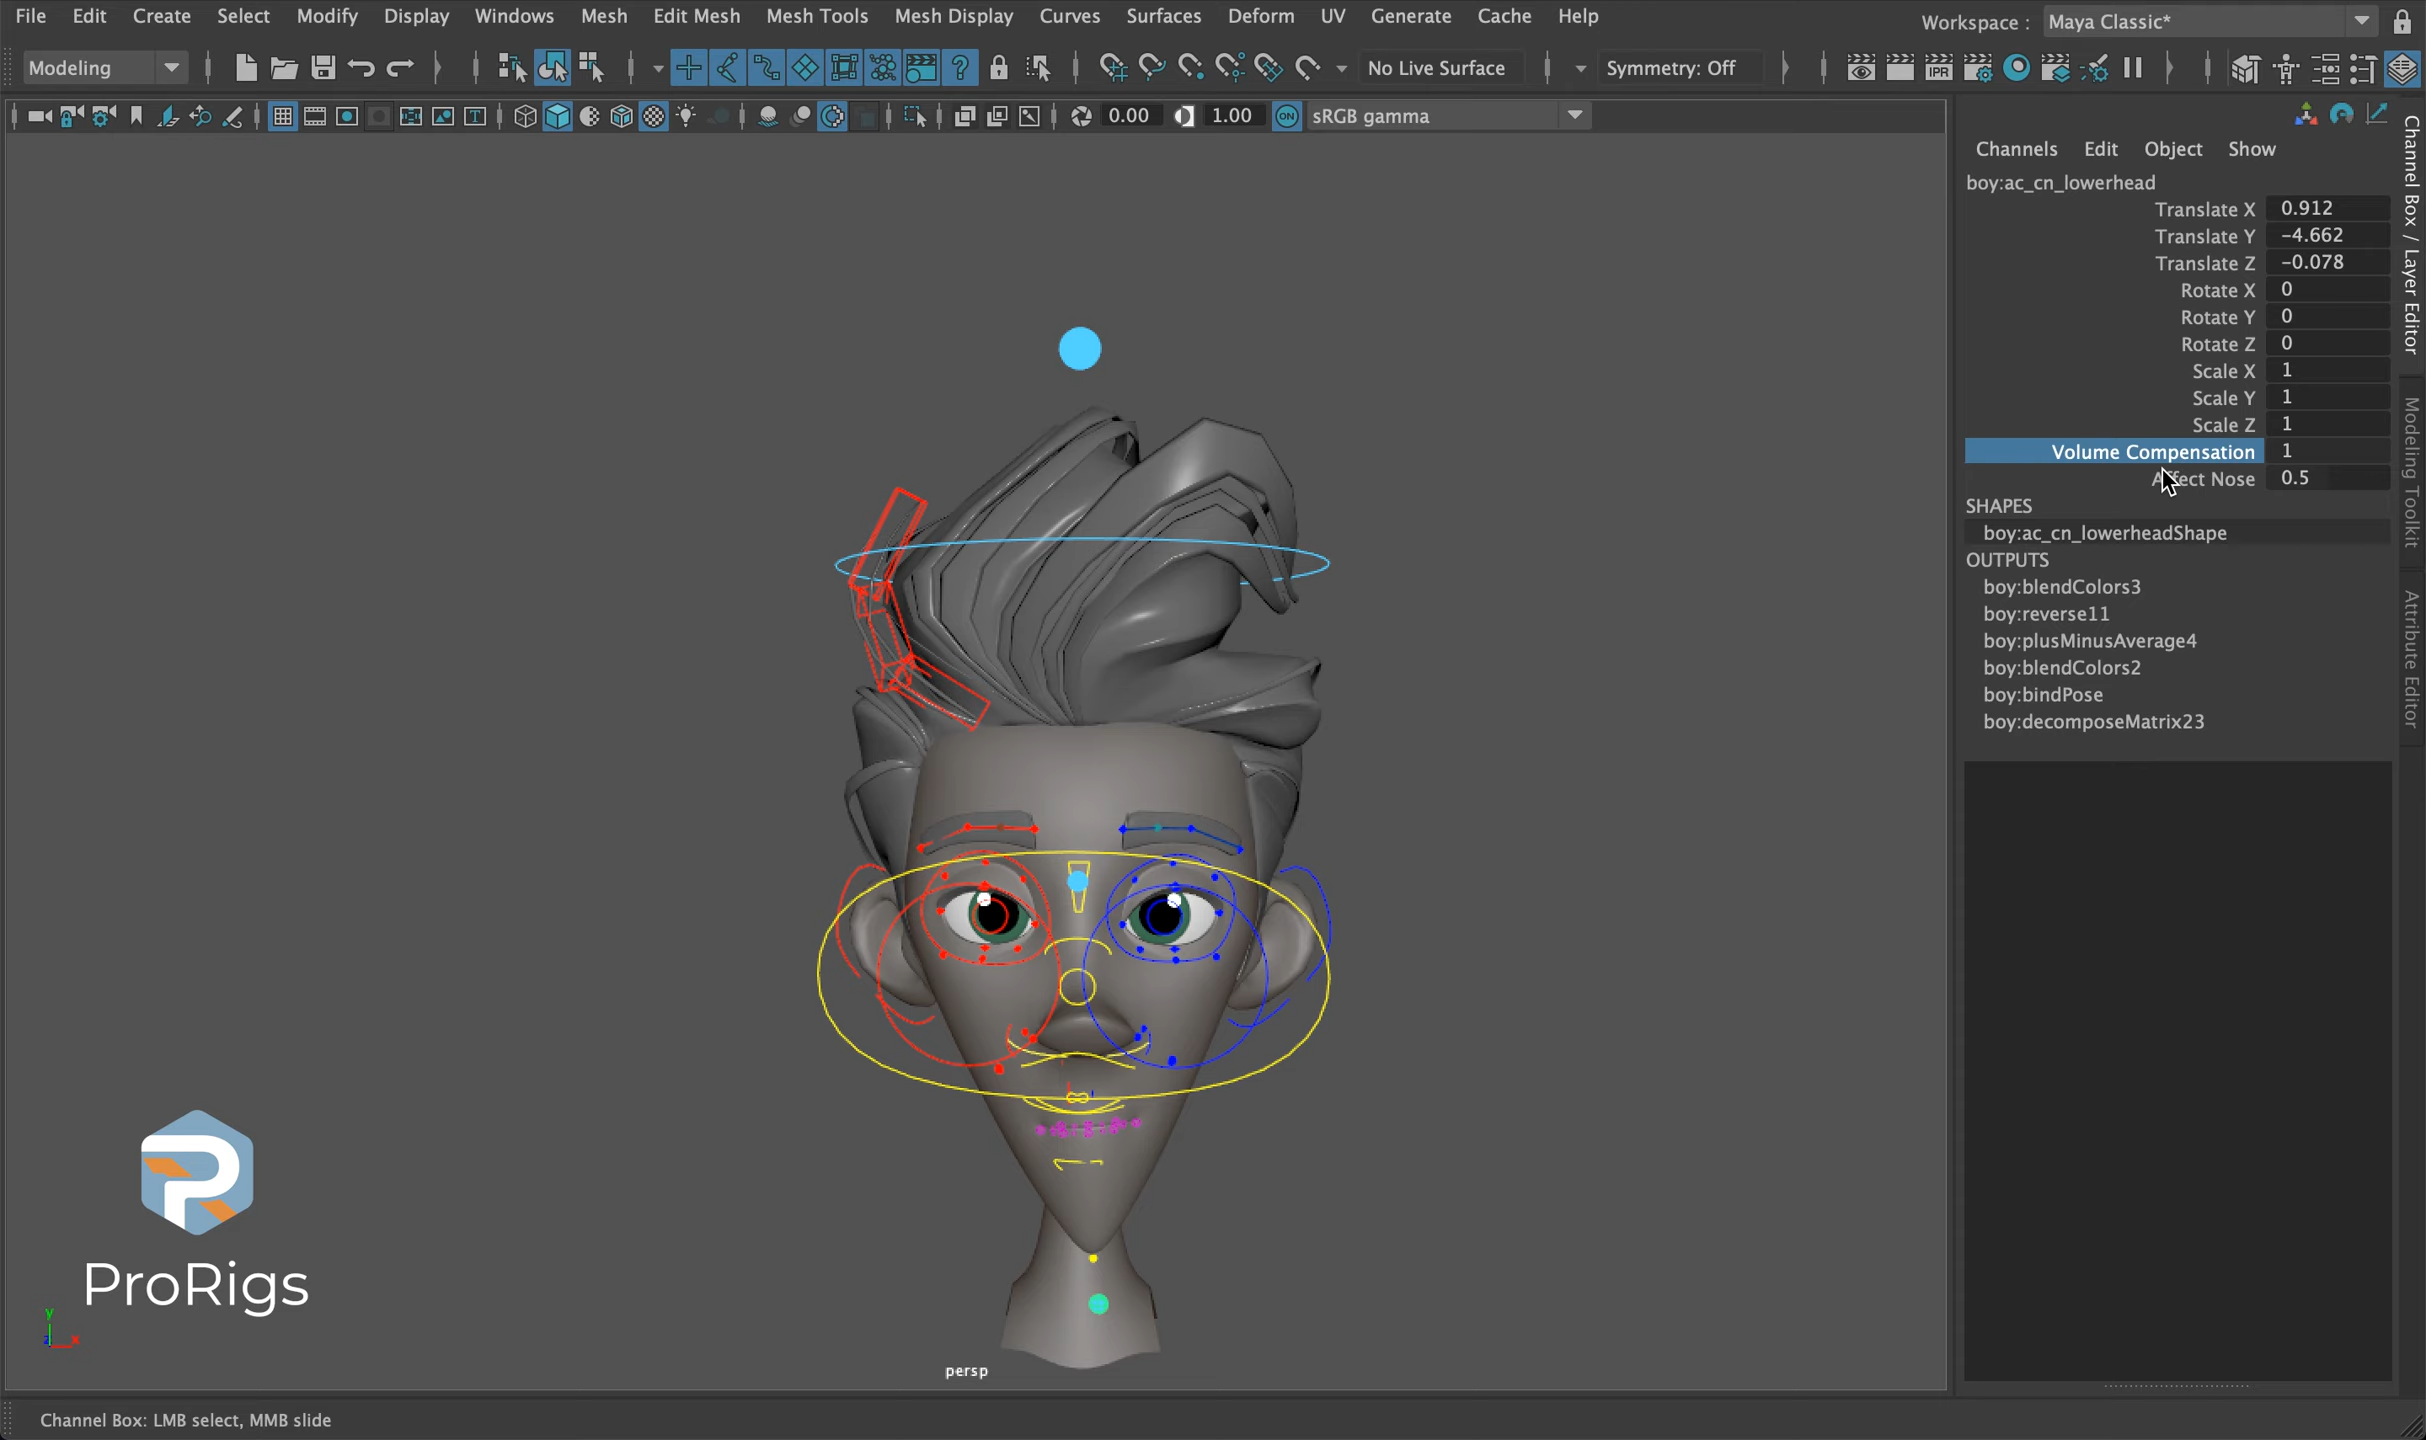 File Edit Create Select Modify Display Windows Mesh Edit Mesh Mesh Tools Mesh Display Curves Surfaces Deform UV Generate Cache Help
Workspace : Maya Classic*
Modeling
No Live Surface
Symmetry: Off
IPR
T
0.00
1.00
ON
sRGB gamma
Channels Edit Object Show
boy:ac_cn_lowerhead
Translate X 0.912
Translate Y -4.662
Translate Z -0.078
Rotate X 0
Rotate Y 0
Rotate Z 0
Scale X 1
Scale Y 1
Scale Z 1
Volume Compensation 1
Affect Nose 0.5
SHAPES
boy:ac_cn_lowerheadShape
OUTPUTS
boy:blendColors3
boy:reverse11
boy:plusMinusAverage4
boy:blendColors2
boy:bindPose
boy:decomposeMatrix23
Channel Box / Layer Editor
Modeling Toolkit
Attribute Editor
ProRigs
y
x
z
persp
Channel Box: LMB select, MMB slide